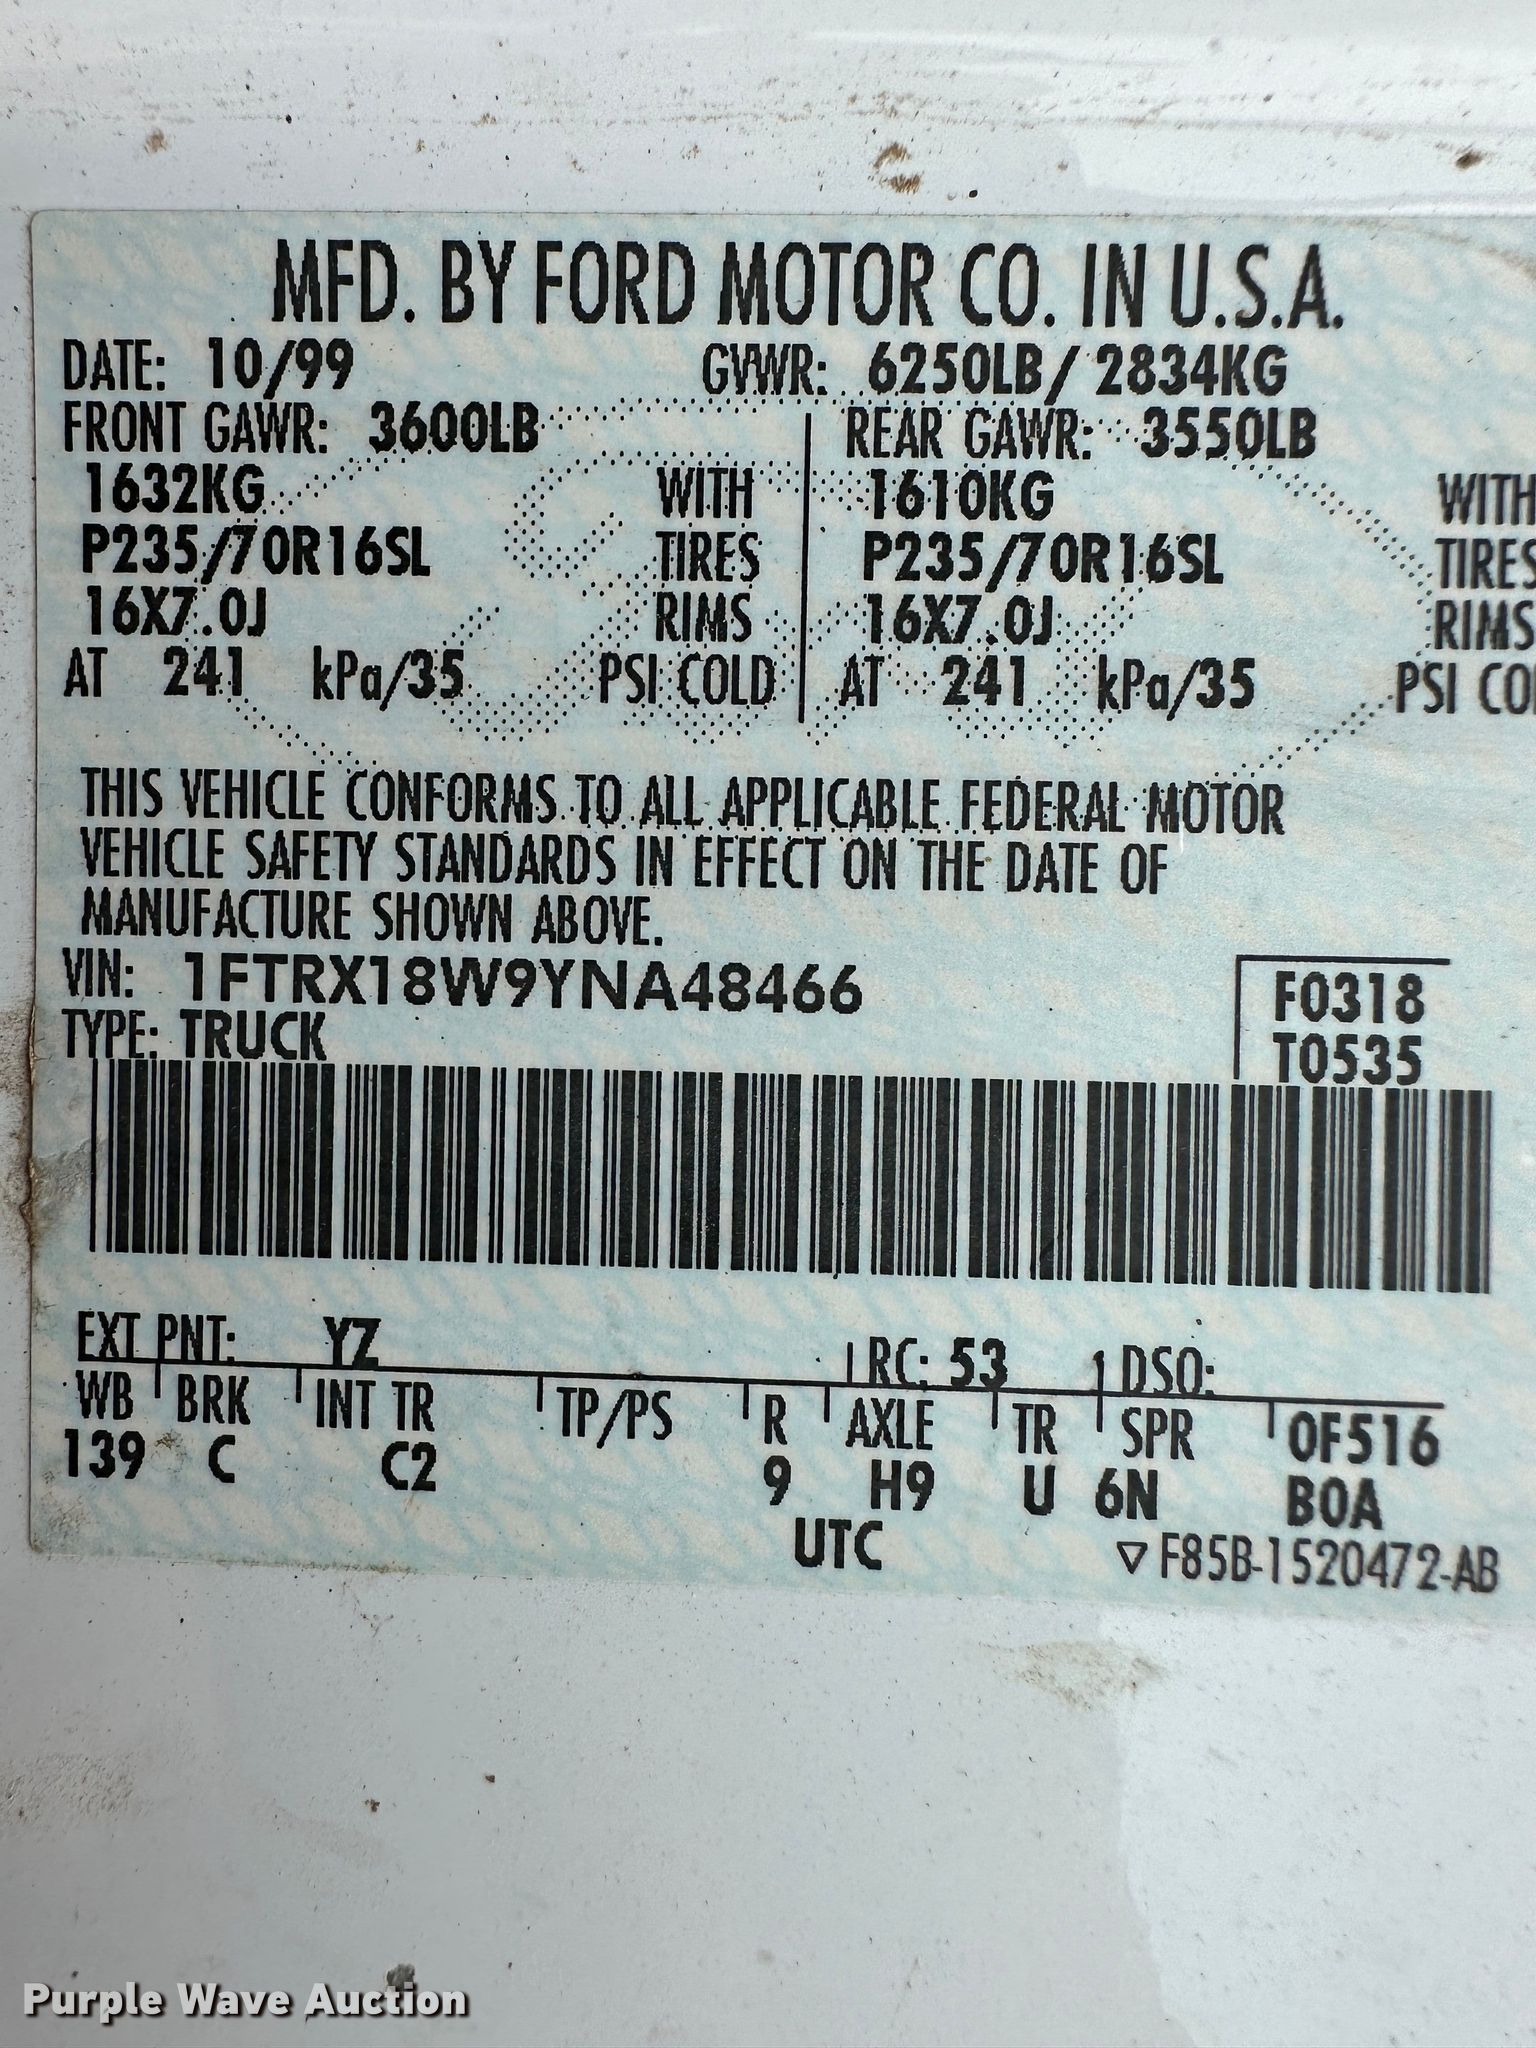 MFD. BY FORD MOTOR CO. IN U.S.A.
DATE: 10/99 GVWR: 6250LB/ 2834KG
FRONT GAWR: 3600LB REAR GAWR: 3550LB
1632KG WITH 1610KG WITH
P235/70R16SL TIRES P235/70R16SL TIRES
16X7.0J RIMS 16X7.0J RIMS
AT 241 kPa/35 PSI COLD AT 241 kPa/35 PSI CO
THIS VEHICLE CONFORMS TO ALL APPLICABLE FEDERAL MOTOR
VEHICLE SAFETY STANDARDS IN EFFECT ON THE DATE OF
MANUFACTURE SHOWN ABOVE.
VIN: 1FTRX18W9YNA48466 F0318
TYPE: TRUCK T0535
EXT PNT: YZ RC: 53 DSO:
WB BRK INT TR TP/PS R AXLE TR SPR 0F516
139 C C2 9 H9 U 6N B0A
UTC ▽ F85B-1520472-AB
Purple Wave Auction